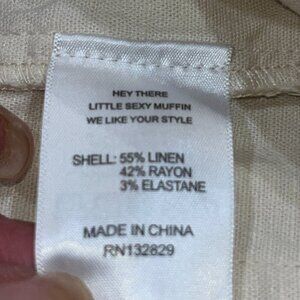 HEY THERE
LITTLE SEXY MUFFIN
WE LIKE YOUR STYLE
SHELL: 55% LINEN
42% RAYON
3% ELASTANE
MADE IN CHINA
RN132829